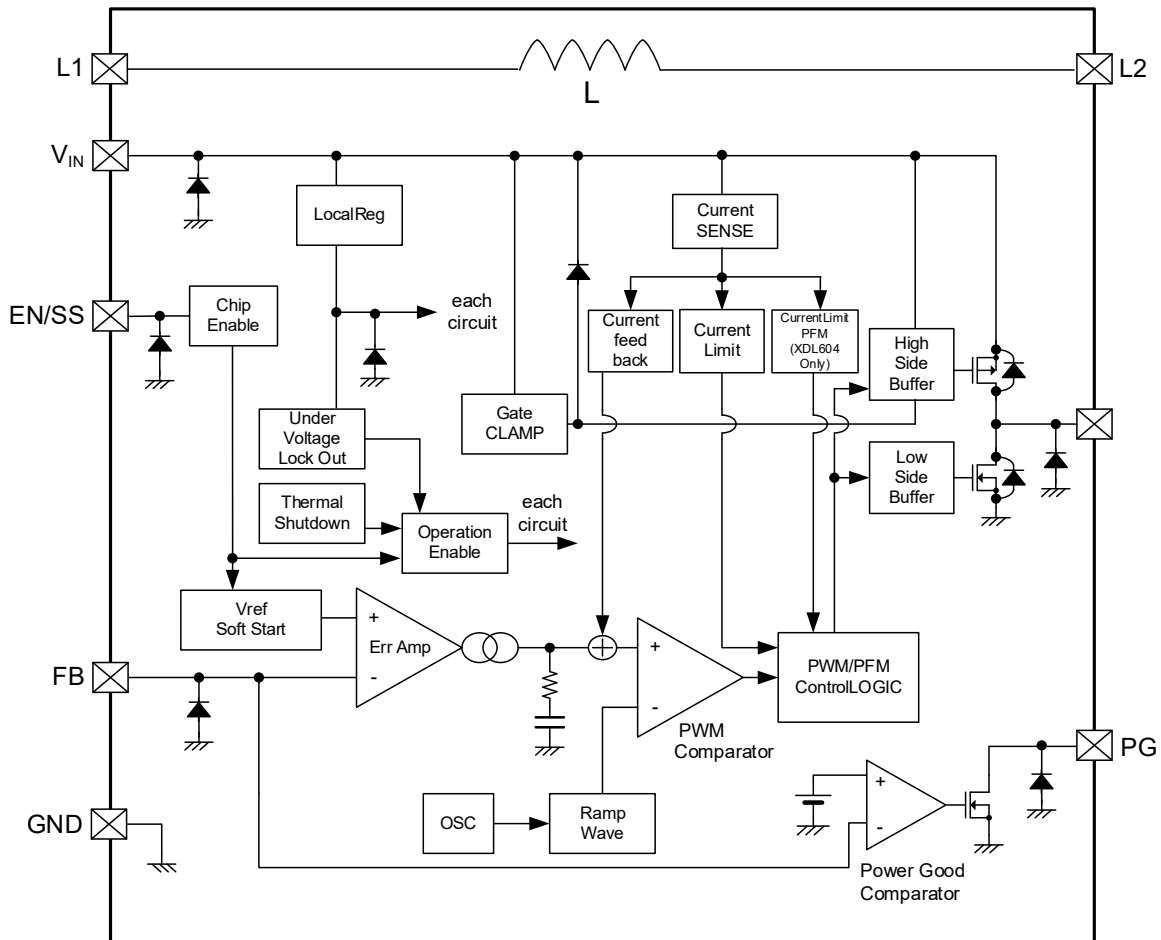 L1
L2
L
VIN
LocalReg
Current
SENSE
EN/SS
Chip
Enable
each
circuit
Current
feed
back
Current
Limit
CurrentLimit
PFM
(XDL604
Only)
High
Side
Buffer
Under
Voltage
Lock Out
Gate
CLAMP
Low
Side
Buffer
Thermal
Shutdown
Operation
Enable
each
circuit
Vref
Soft Start
+
Err Amp
-
FB
+
-
PWM
Comparator
PWM/PFM
ControlLOGIC
PG
GND
OSC
Ramp
Wave
+
-
Power Good
Comparator